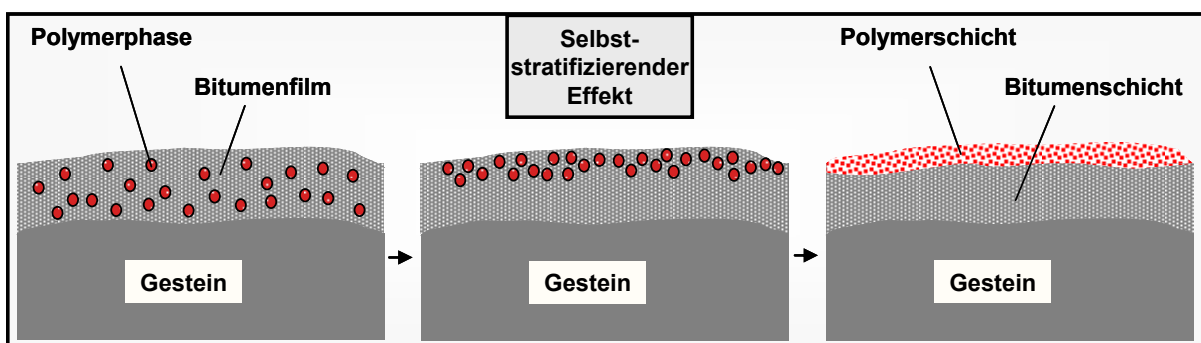 Polymerphase
Bitumenfilm
Selbst-
stratifizierender
Effekt
Polymerschicht
Bitumenschicht
Gestein
Gestein
Gestein